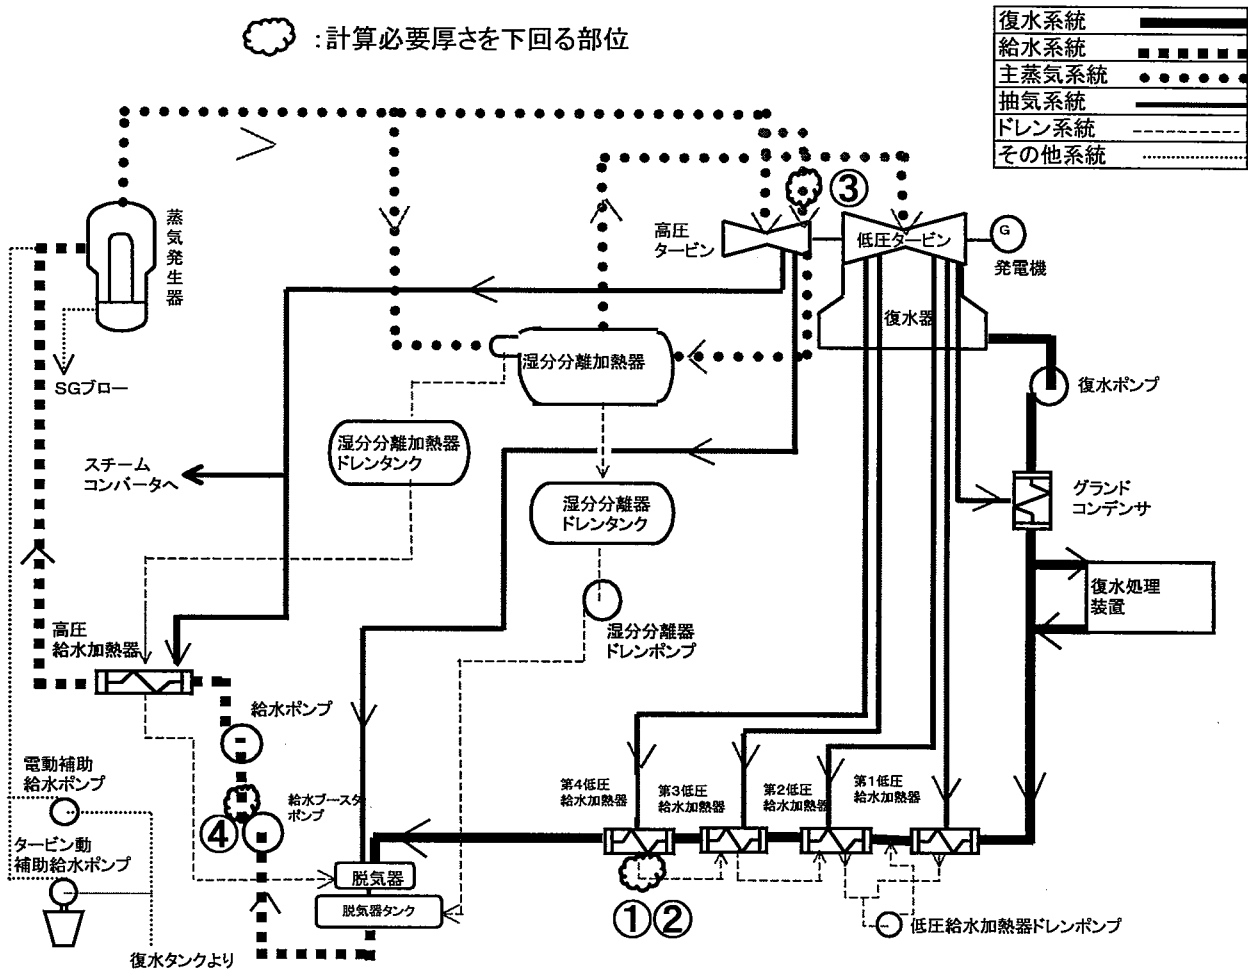 :計算必要厚さを下回る部位
復水系統
給水系統
主蒸気系統
抽気系統
ドレン系統
その他系統
蒸気発生器
SGブロー
高圧
タービン
③
低圧タービン
G
発電機
復水器
湿分分離加熱器
復水ポンプ
湿分分離加熱器
ドレンタンク
スチーム
コンバータへ
湿分分離器
ドレンタンク
グランド
コンデンサ
復水処理
装置
湿分分離器
ドレンポンプ
高圧
給水加熱器
給水ポンプ
電動補助
給水ポンプ
給水ブースタ
ポンプ
④
タービン動
補助給水ポンプ
第4低圧
給水加熱器
第3低圧
給水加熱器
第2低圧
給水加熱器
第1低圧
給水加熱器
脱気器
脱気器タンク
①②
低圧給水加熱器ドレンポンプ
復水タンクより